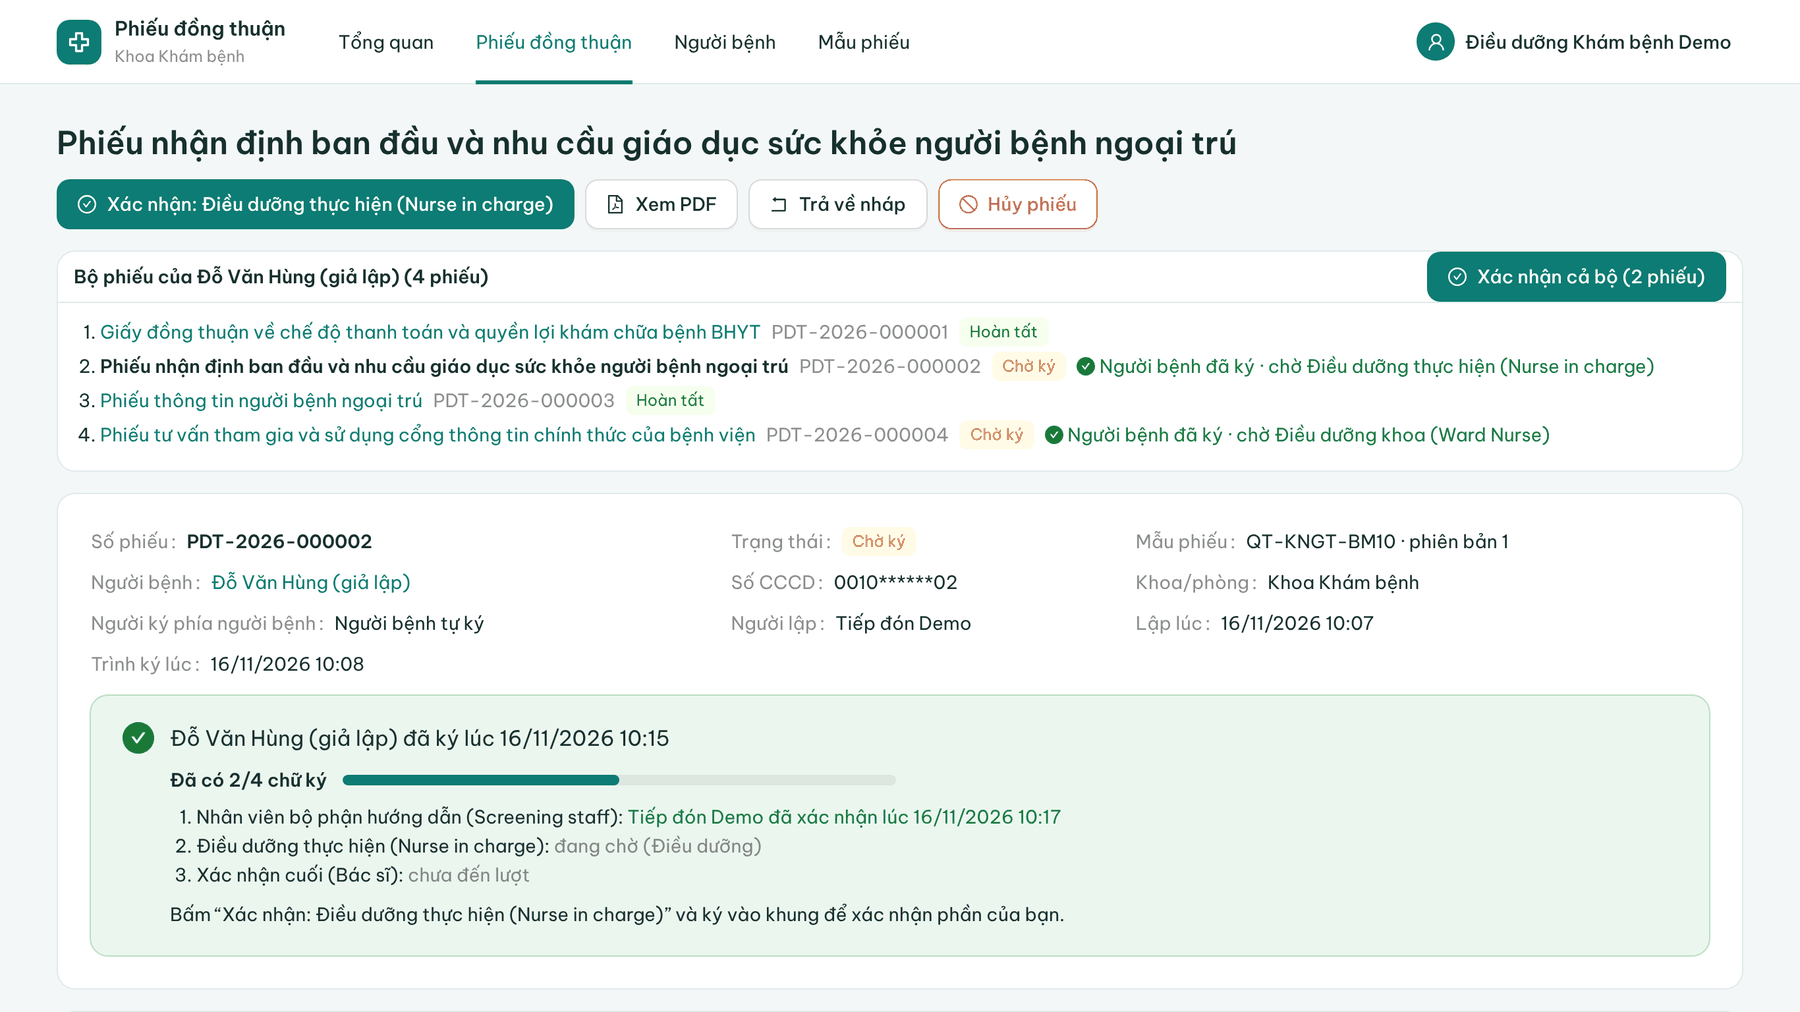 Phiếu đồng thuận
Khoa Khám bệnh
Tổng quan
Phiếu đồng thuận
Người bệnh
Mẫu phiếu
Điều dưỡng Khám bệnh Demo
Phiếu nhận định ban đầu và nhu cầu giáo dục sức khỏe người bệnh ngoại trú
Xác nhận: Điều dưỡng thực hiện (Nurse in charge)
Xem PDF
Trả về nháp
Hủy phiếu
Bộ phiếu của Đỗ Văn Hùng (giả lập) (4 phiếu)
Xác nhận cả bộ (2 phiếu)
1. Giấy đồng thuận về chế độ thanh toán và quyền lợi khám chữa bệnh BHYT PDT-2026-000001 Hoàn tất
2. Phiếu nhận định ban đầu và nhu cầu giáo dục sức khỏe người bệnh ngoại trú PDT-2026-000002 Chờ ký Người bệnh đã ký · chờ Điều dưỡng thực hiện (Nurse in charge)
3. Phiếu thông tin người bệnh ngoại trú PDT-2026-000003 Hoàn tất
4. Phiếu tư vấn tham gia và sử dụng cổng thông tin chính thức của bệnh viện PDT-2026-000004 Chờ ký Người bệnh đã ký · chờ Điều dưỡng khoa (Ward Nurse)
Số phiếu: PDT-2026-000002
Trạng thái: Chờ ký
Mẫu phiếu: QT-KNGT-BM10 · phiên bản 1
Người bệnh: Đỗ Văn Hùng (giả lập)
Số CCCD: 0010******02
Khoa/phòng: Khoa Khám bệnh
Người ký phía người bệnh: Người bệnh tự ký
Người lập: Tiếp đón Demo
Lập lúc: 16/11/2026 10:07
Trình ký lúc: 16/11/2026 10:08
Đỗ Văn Hùng (giả lập) đã ký lúc 16/11/2026 10:15
Đã có 2/4 chữ ký
1. Nhân viên bộ phận hướng dẫn (Screening staff): Tiếp đón Demo đã xác nhận lúc 16/11/2026 10:17
2. Điều dưỡng thực hiện (Nurse in charge): đang chờ (Điều dưỡng)
3. Xác nhận cuối (Bác sĩ): chưa đến lượt
Bấm “Xác nhận: Điều dưỡng thực hiện (Nurse in charge)” và ký vào khung để xác nhận phần của bạn.